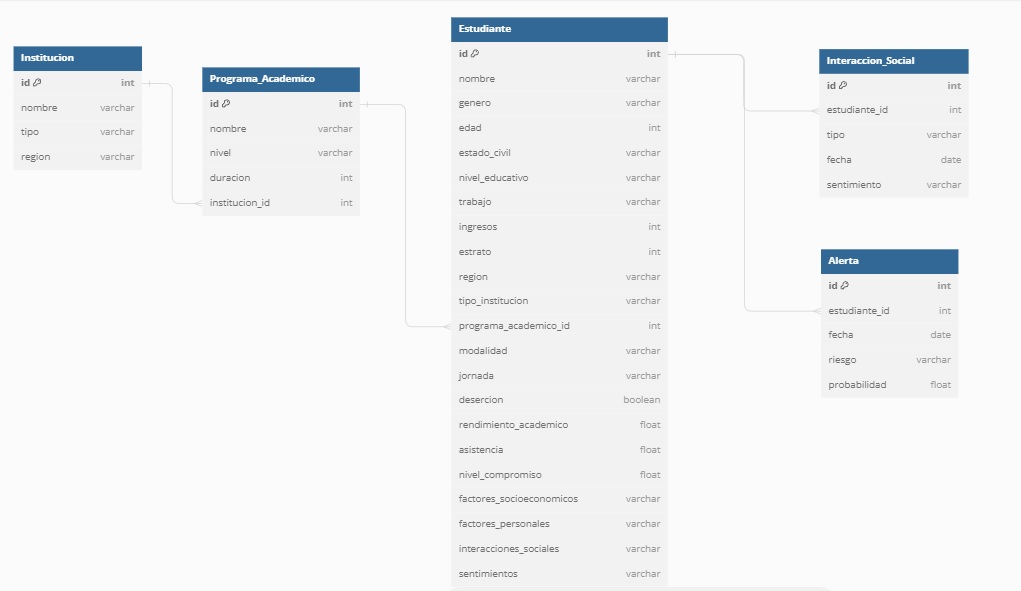 Institucion
id int
nombre varchar
tipo varchar
region varchar
Programa_Academico
id int
nombre varchar
nivel varchar
duracion int
institucion_id int
Estudiante
id int
nombre varchar
genero varchar
edad int
estado_civil varchar
nivel_educativo varchar
trabajo varchar
ingresos int
estrato int
region varchar
tipo_institucion varchar
programa_academico_id int
modalidad varchar
jornada varchar
desercion boolean
rendimiento_academico float
asistencia float
nivel_compromiso float
factores_socioeconomicos varchar
factores_personales varchar
interacciones_sociales varchar
sentimientos varchar
Interaccion_Social
id int
estudiante_id int
tipo varchar
fecha date
sentimiento varchar
Alerta
id int
estudiante_id int
fecha date
riesgo varchar
probabilidad float